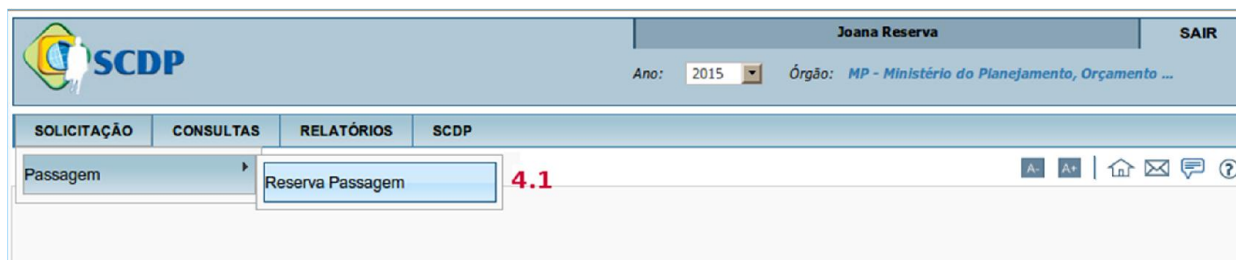 SCDP
Joana Reserva
SAIR
Ano: 2015 Órgão: MP - Ministério do Planejamento, Orçamento ...
SOLICITAÇÃO CONSULTAS RELATÓRIOS SCDP
Passagem
Reserva Passagem 4.1
A- A+ ?